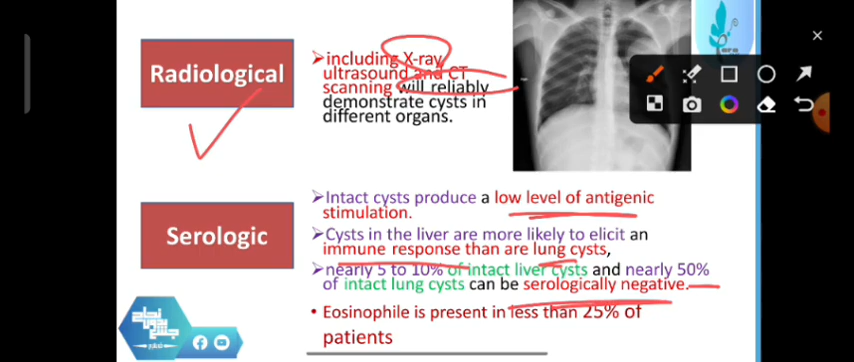 Radiological
➢including X-ray
ultrasound and CT
scanning will reliably
demonstrate cysts in
different organs.
Serologic
➢Intact cysts produce a low level of antigenic
stimulation.
➢Cysts in the liver are more likely to elicit an
immune response than are lung cysts,
➢nearly 5 to 10% of intact liver cysts and nearly 50%
of intact lung cysts can be serologically negative.
• Eosinophile is present in less than 25% of
patients